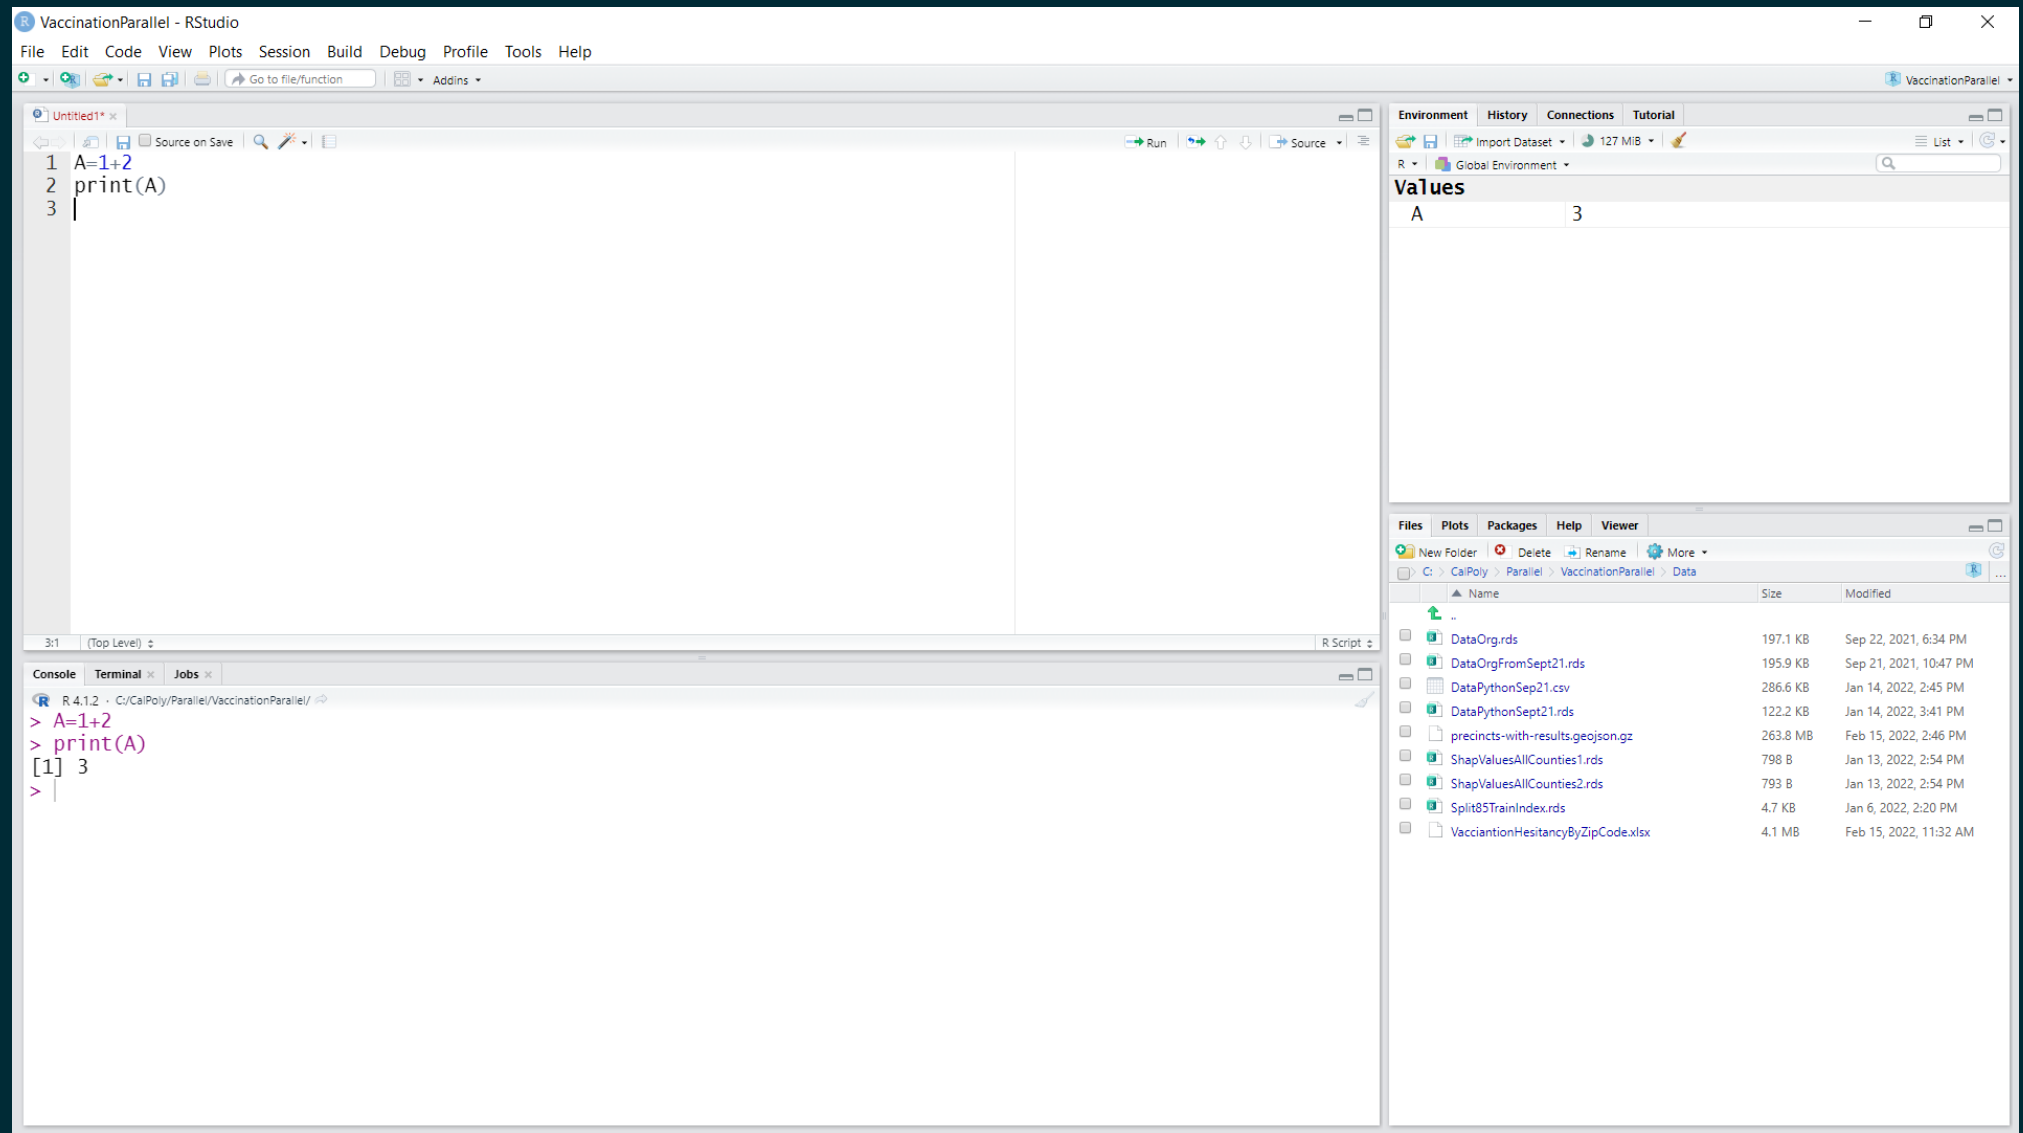 VaccinationParallel - RStudio
File Edit Code View Plots Session Build Debug Profile Tools Help
Go to file/function Addins VaccinationParallel
Untitled1*
Source on Save Run Source
1 A=1+2
2 print(A)
3
3:1 (Top Level) R Script
Console Terminal Jobs
R 4.1.2 · C:/CalPoly/Parallel/VaccinationParallel/
> A=1+2
> print(A)
[1] 3
>
Environment History Connections Tutorial
Import Dataset 127 MiB List
R Global Environment
Values
A 3
Files Plots Packages Help Viewer
New Folder Delete Rename More
C: CalPoly Parallel VaccinationParallel Data
...
Name Size Modified
..
DataOrg.rds 197.1 KB Sep 22, 2021, 6:34 PM
DataOrgFromSept21.rds 195.9 KB Sep 21, 2021, 10:47 PM
DataPythonSep21.csv 286.6 KB Jan 14, 2022, 2:45 PM
DataPythonSept21.rds 122.2 KB Jan 14, 2022, 3:41 PM
precincts-with-results.geojson.gz 263.8 MB Feb 15, 2022, 2:46 PM
ShapValuesAllCounties1.rds 798 B Jan 13, 2022, 2:54 PM
ShapValuesAllCounties2.rds 793 B Jan 13, 2022, 2:54 PM
Split85TrainIndex.rds 4.7 KB Jan 6, 2022, 2:20 PM
VacciantionHesitancyByZipCode.xlsx 4.1 MB Feb 15, 2022, 11:32 AM